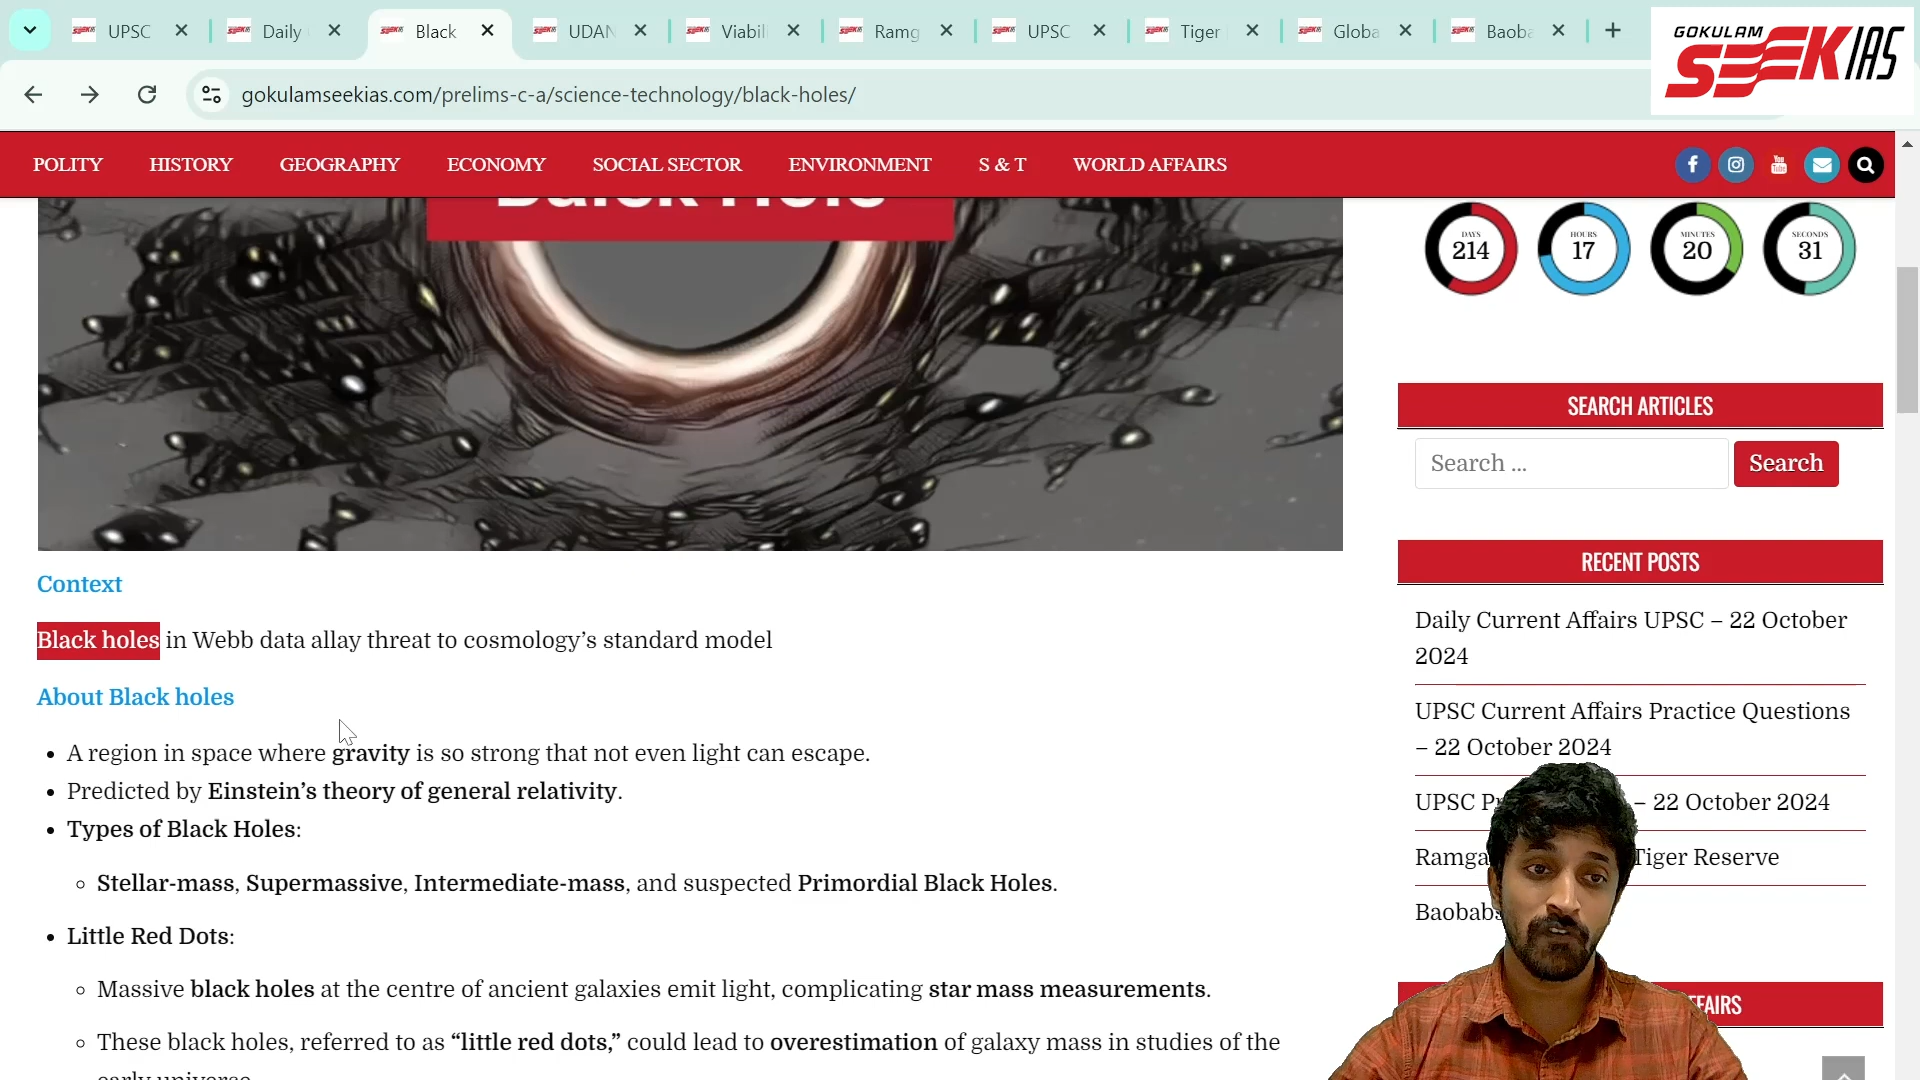 UPSC
Daily
Black
UDAN
Viabil
Ramg
UPSC
Tiger
Globa
Baoba
GOKULAM
SEEK IAS
gokulamseekias.com/prelims-c-a/science-technology/black-holes/
POLITY HISTORY GEOGRAPHY ECONOMY SOCIAL SECTOR ENVIRONMENT S & T WORLD AFFAIRS
DAYS
214
HOURS
17
MINUTES
20
SECONDS
31
SEARCH ARTICLES
Search ...
Search
RECENT POSTS
Daily Current Affairs UPSC – 22 October
2024
UPSC Current Affairs Practice Questions
– 22 October 2024
UPSC – 22 October 2024
Tiger Reserve
Context
Black holes in Webb data allay threat to cosmology’s standard model
About Black holes
• A region in space where gravity is so strong that not even light can escape.
• Predicted by Einstein’s theory of general relativity.
• Types of Black Holes:
◦ Stellar-mass, Supermassive, Intermediate-mass, and suspected Primordial Black Holes.
• Little Red Dots:
◦ Massive black holes at the centre of ancient galaxies emit light, complicating star mass measurements.
◦ These black holes, referred to as “little red dots,” could lead to overestimation of galaxy mass in studies of the
early universe